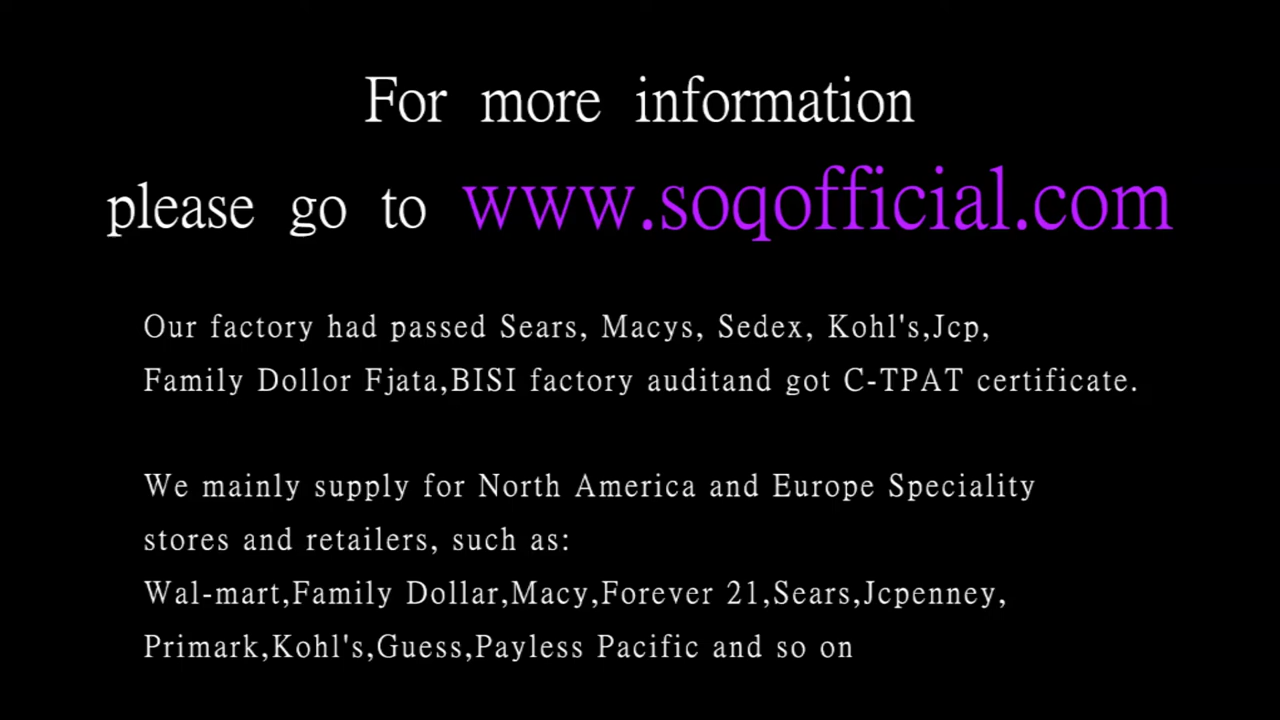 For more information
please go to www.soqofficial.com
Our factory had passed Sears, Macys, Sedex, Kohl's,Jcp,
Family Dollor Fjata,BISI factory auditand got C-TPAT certificate.
We mainly supply for North America and Europe Speciality
stores and retailers, such as:
Wal-mart,Family Dollar,Macy,Forever 21,Sears,Jcpenney,
Primark,Kohl's,Guess,Payless Pacific and so on